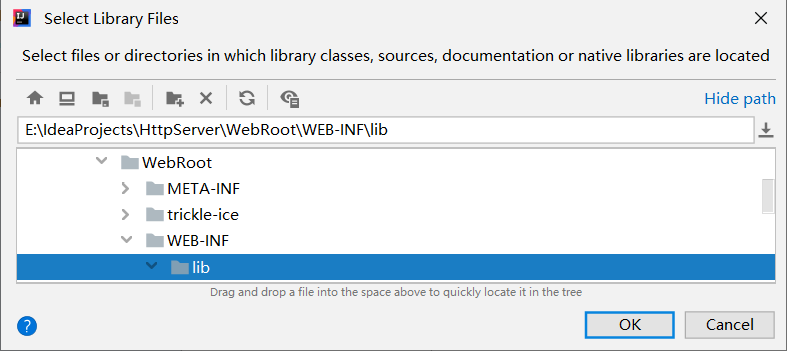 Select Library Files
Select files or directories in which library classes, sources, documentation or native libraries are located
Hide path
E:\IdeaProjects\HttpServer\WebRoot\WEB-INF\lib
WebRoot
META-INF
trickle-ice
WEB-INF
lib
Drag and drop a file into the space above to quickly locate it in the tree
?
OK
Cancel